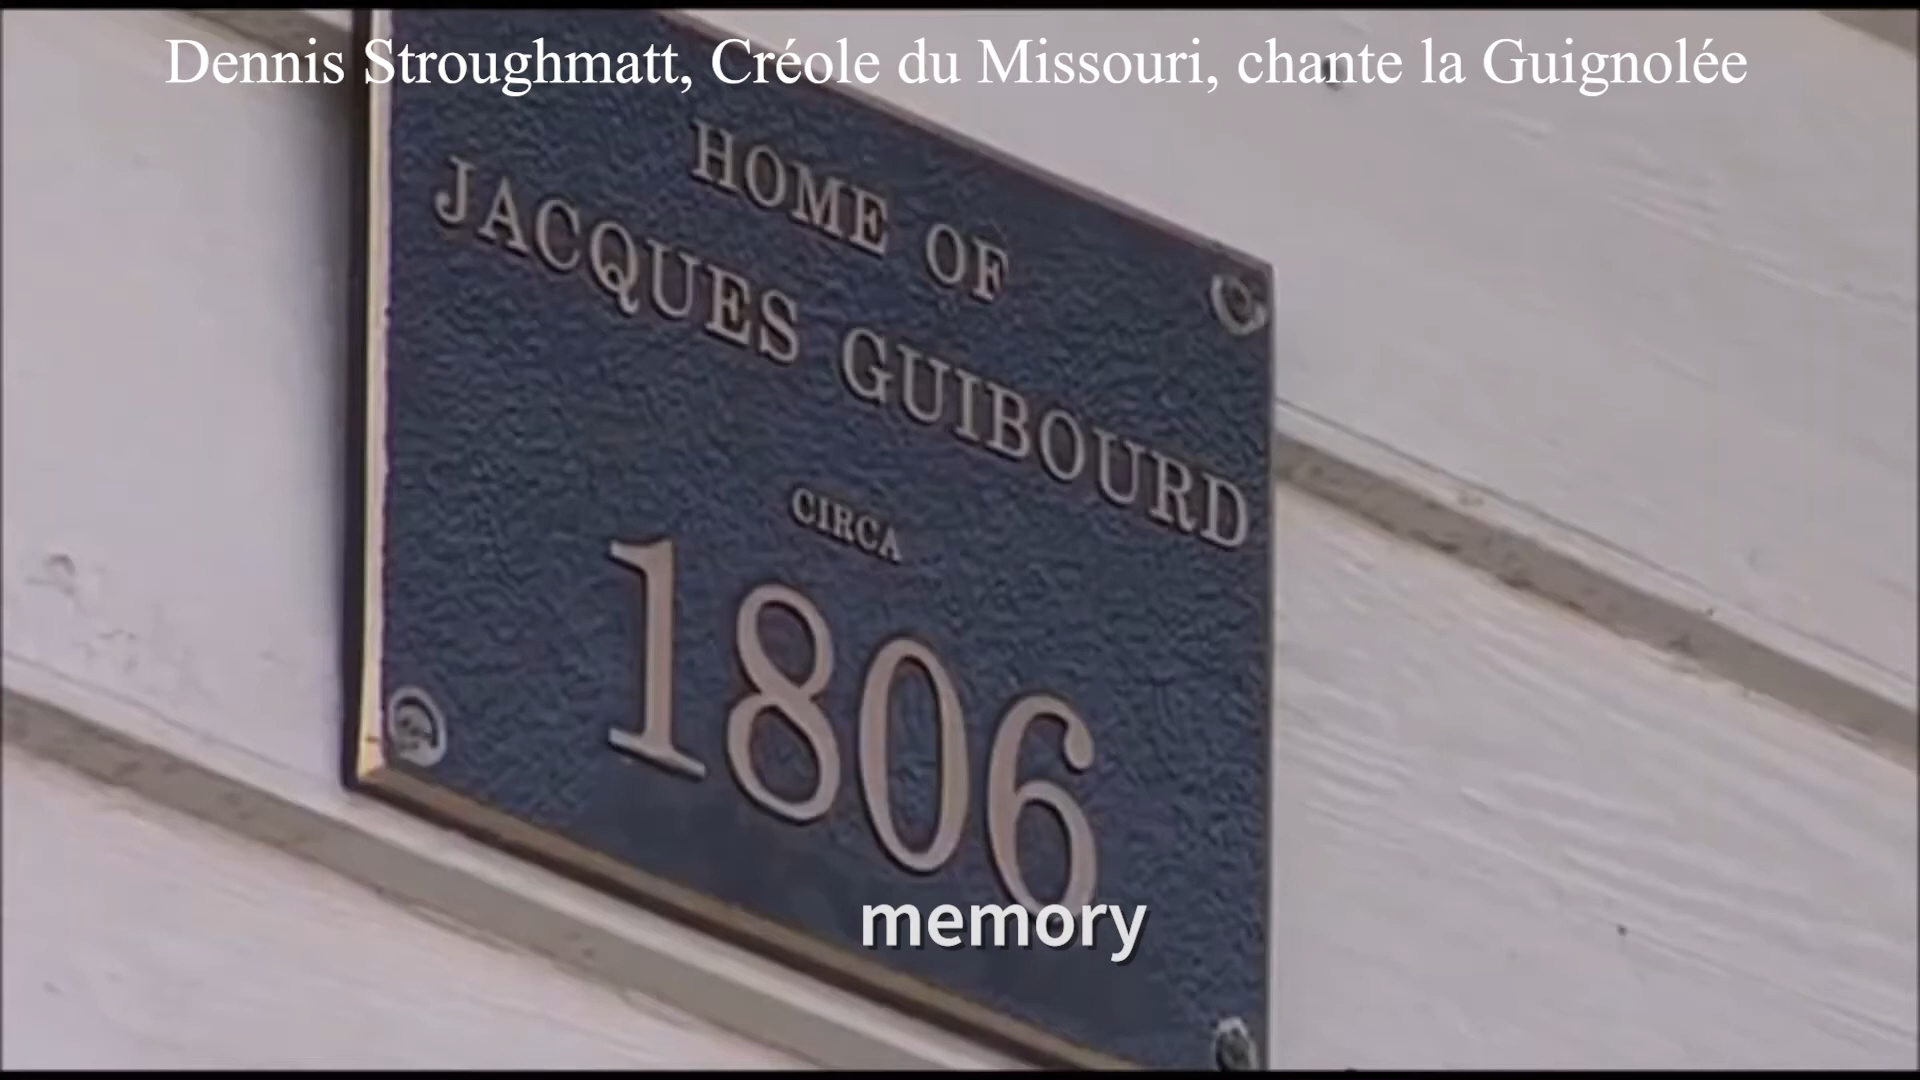 Dennis Stroughmatt, Créole du Missouri, chante la Guignolée
HOME OF
JACQUES GUIBOURD
CIRCA
1806
memory